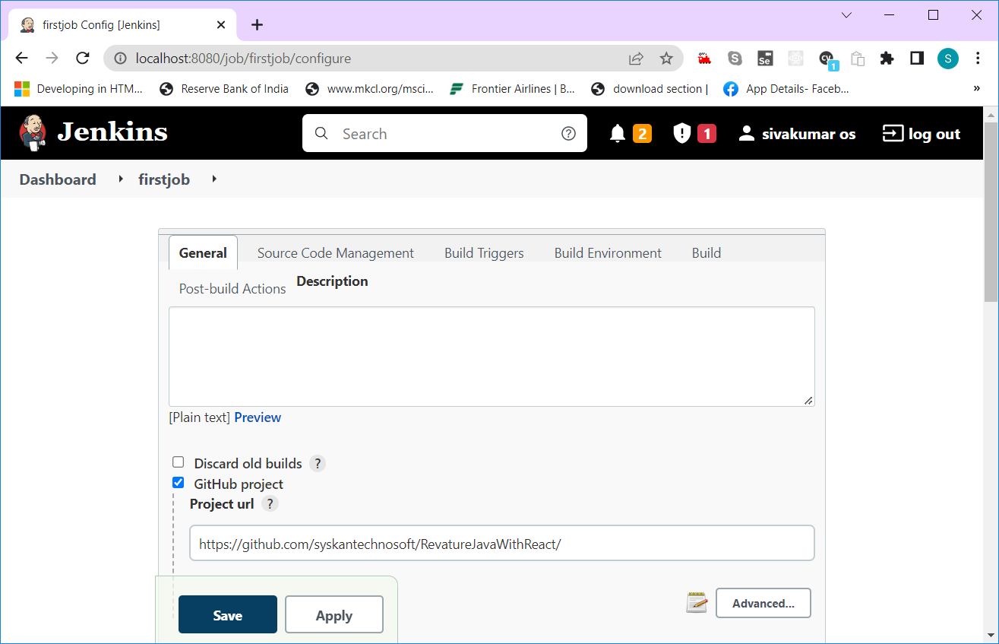 firstjob Config [Jenkins]
localhost:8080/job/firstjob/configure
Se
CY
1
S
Developing in HTM...
Reserve Bank of India
www.mkcl.org/msci...
Frontier Airlines | B...
download section |
App Details- Faceb...
»
Jenkins
Search
?
2
1
sivakumar os
log out
Dashboard
firstjob
General
Source Code Management
Build Triggers
Build Environment
Build
Post-build Actions
Description
[Plain text] Preview
Discard old builds ?
GitHub project
Project url ?
https://github.com/syskantechnosoft/RevatureJavaWithReact/
Save
Apply
Advanced...